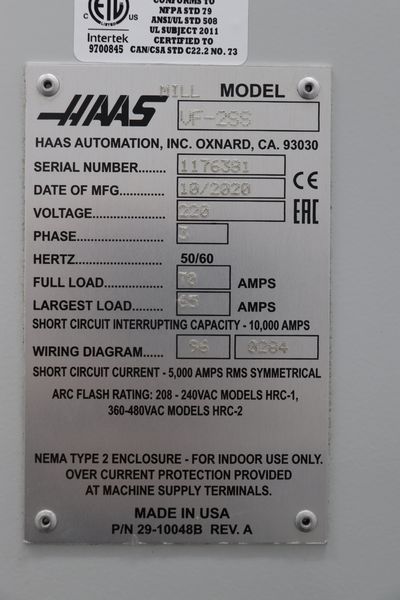 CONFORMS TO
NFPA STD 79
ANSI/UL STD 508
UL SUBJECT 2011
CERTIFIED TO
CAN/CSA STD C22.2 NO. 73
C US
Intertek
9700845
MILL MODEL
HAAS VF-2SS
HAAS AUTOMATION, INC. OXNARD, CA. 93030
SERIAL NUMBER........ 1176391
DATE OF MFG............ 10/2020
VOLTAGE.................. 220
PHASE..................... 3
HERTZ 50/60
FULL LOAD............... 70 AMPS
LARGEST LOAD......... 65 AMPS
SHORT CIRCUIT INTERRUPTING CAPACITY - 10,000 AMPS
WIRING DIAGRAM....... 96 0284
SHORT CIRCUIT CURRENT - 5,000 AMPS RMS SYMMETRICAL
ARC FLASH RATING: 208 - 240VAC MODELS HRC-1,
360-480VAC MODELS HRC-2
NEMA TYPE 2 ENCLOSURE - FOR INDOOR USE ONLY.
OVER CURRENT PROTECTION PROVIDED
AT MACHINE SUPPLY TERMINALS.
MADE IN USA
P/N 29-10048B REV. A
CE
EAC